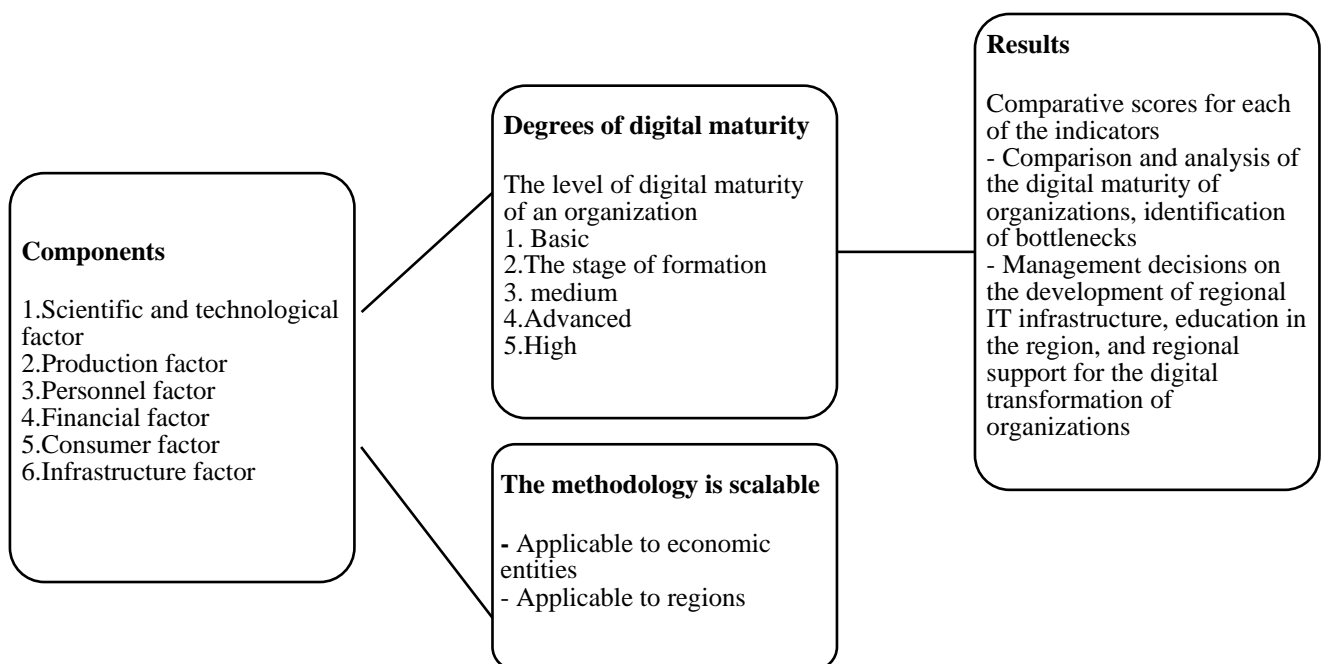 Components
1.Scientific and technological
factor
2.Production factor
3.Personnel factor
4.Financial factor
5.Consumer factor
6.Infrastructure factor
Degrees of digital maturity
The level of digital maturity
of an organization
1. Basic
2.The stage of formation
3. medium
4.Advanced
5.High
The methodology is scalable
- Applicable to economic
entities
- Applicable to regions
Results
Comparative scores for each
of the indicators
- Comparison and analysis of
the digital maturity of
organizations, identification
of bottlenecks
- Management decisions on
the development of regional
IT infrastructure, education in
the region, and regional
support for the digital
transformation of
organizations